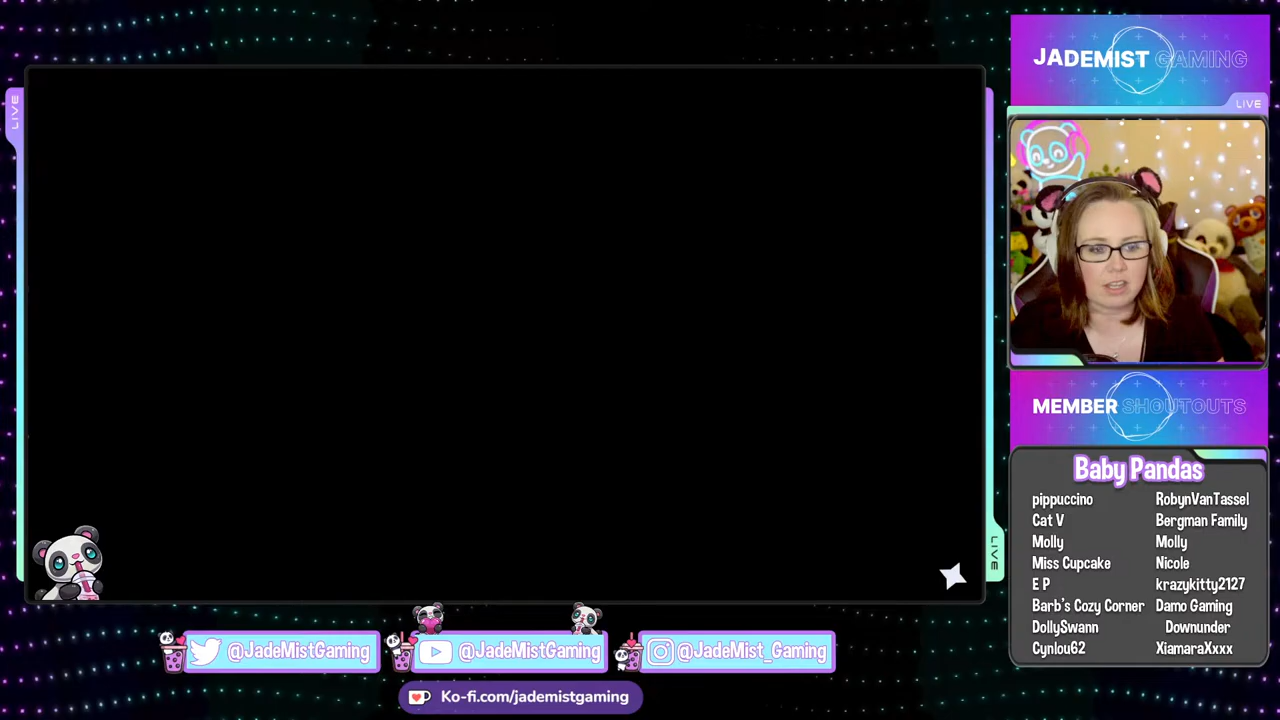 JADEMIST GAMING
LIVE
LIVE
LIVE
MEMBER SHOUTOUTS
Baby Pandas
pippuccino RobynVanTassel
Cat V Bergman Family
Molly Molly
Miss Cupcake Nicole
E P krazykitty2127
Barb's Cozy Corner Damo Gaming
DollySwann Downunder
Cynlou62 XiamaraXxxx
@JadeMistGaming @JadeMistGaming @JadeMist_Gaming
Ko-fi.com/jademistgaming